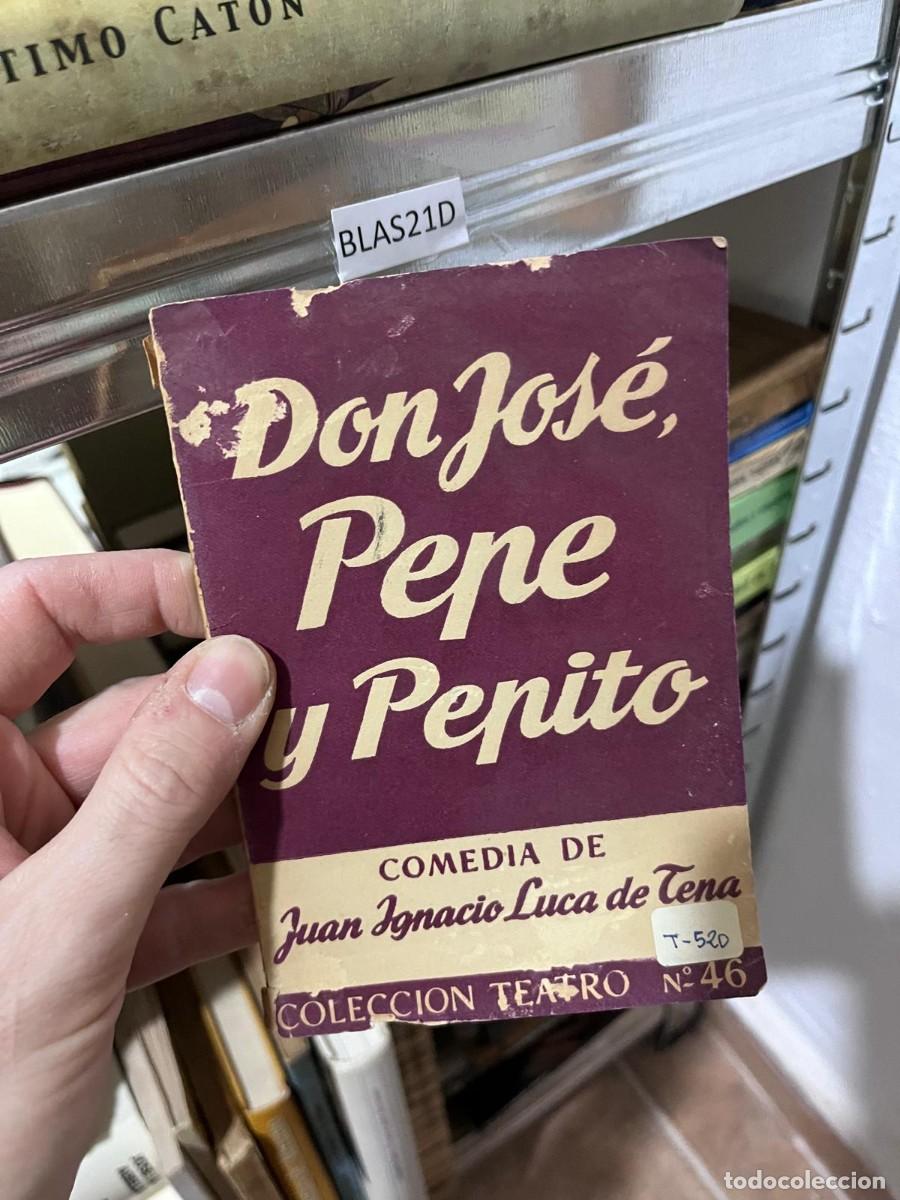 TIMO CATÓN
BLAS21D
Don José,
Pepe
y Pepito
COMEDIA DE
Juan Ignacio Luca de Tena
T-520
COLECCION TEATRO Nº 46
todocoleccion